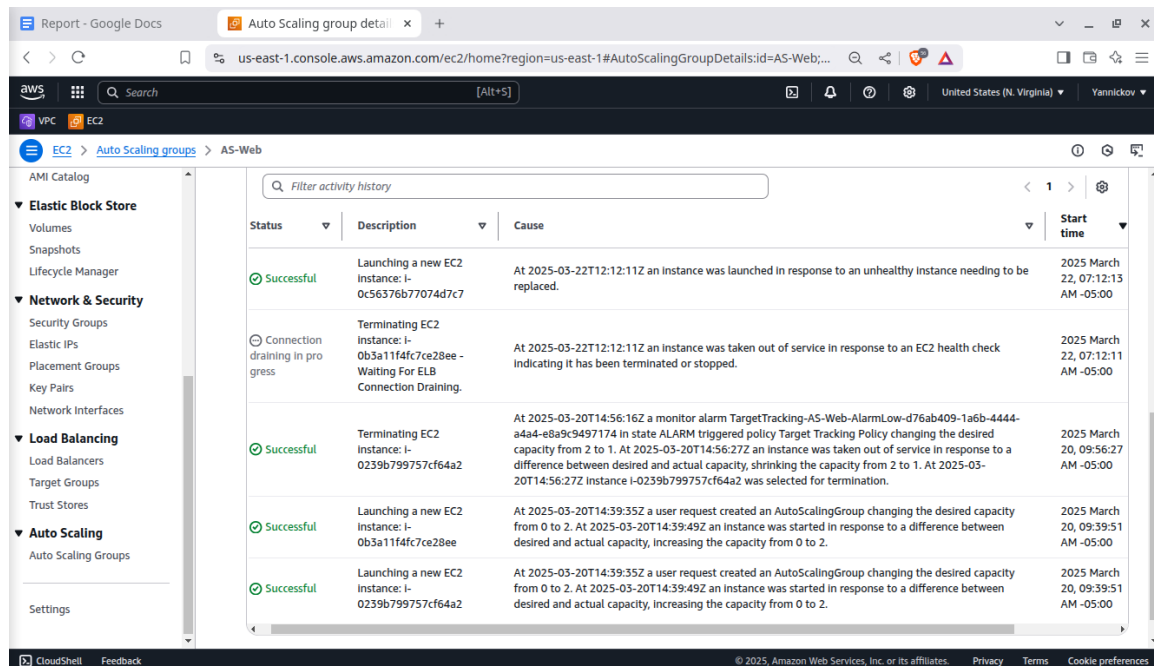 Report - Google Docs
Auto Scaling group detail
us-east-1.console.aws.amazon.com/ec2/home?region=us-east-1#AutoScalingGroupDetails:id=AS-Web;...
aws
Search
[Alt+S]
United States (N. Virginia)
Yannickov
VPC
EC2
EC2 > Auto Scaling groups > AS-Web
AMI Catalog
Elastic Block Store
Volumes
Snapshots
Lifecycle Manager
Network & Security
Security Groups
Elastic IPs
Placement Groups
Key Pairs
Network Interfaces
Load Balancing
Load Balancers
Target Groups
Trust Stores
Auto Scaling
Auto Scaling Groups
Settings
Filter activity history
1
Status
Description
Cause
Start
time
Successful
Launching a new EC2
instance: i-
0c56376b77074d7c7
At 2025-03-22T12:12:11Z an instance was launched in response to an unhealthy instance needing to be
replaced.
2025 March
22, 07:12:13
AM -05:00
Connection
draining in pro
gress
Terminating EC2
instance: i-
0b3a11f4fc7ce28ee -
Waiting For ELB
Connection Draining.
At 2025-03-22T12:12:11Z an instance was taken out of service in response to an EC2 health check
indicating it has been terminated or stopped.
2025 March
22, 07:12:11
AM -05:00
Successful
Terminating EC2
instance: i-
0239b799757cf64a2
At 2025-03-20T14:56:16Z a monitor alarm TargetTracking-AS-Web-AlarmLow-d76ab409-1a6b-4444-
a4a4-e8a9c9497174 in state ALARM triggered policy Target Tracking Policy changing the desired
capacity from 2 to 1. At 2025-03-20T14:56:27Z an instance was taken out of service in response to a
difference between desired and actual capacity, shrinking the capacity from 2 to 1. At 2025-03-
20T14:56:27Z instance i-0239b799757cf64a2 was selected for termination.
2025 March
20, 09:56:27
AM -05:00
Successful
Launching a new EC2
instance: i-
0b3a11f4fc7ce28ee
At 2025-03-20T14:39:35Z a user request created an AutoScalingGroup changing the desired capacity
from 0 to 2. At 2025-03-20T14:39:49Z an instance was started in response to a difference between
desired and actual capacity, increasing the capacity from 0 to 2.
2025 March
20, 09:39:51
AM -05:00
Successful
Launching a new EC2
instance: i-
0239b799757cf64a2
At 2025-03-20T14:39:35Z a user request created an AutoScalingGroup changing the desired capacity
from 0 to 2. At 2025-03-20T14:39:49Z an instance was started in response to a difference between
desired and actual capacity, increasing the capacity from 0 to 2.
2025 March
20, 09:39:51
AM -05:00
CloudShell
Feedback
© 2025, Amazon Web Services, Inc. or its affiliates.
Privacy
Terms
Cookie preferences